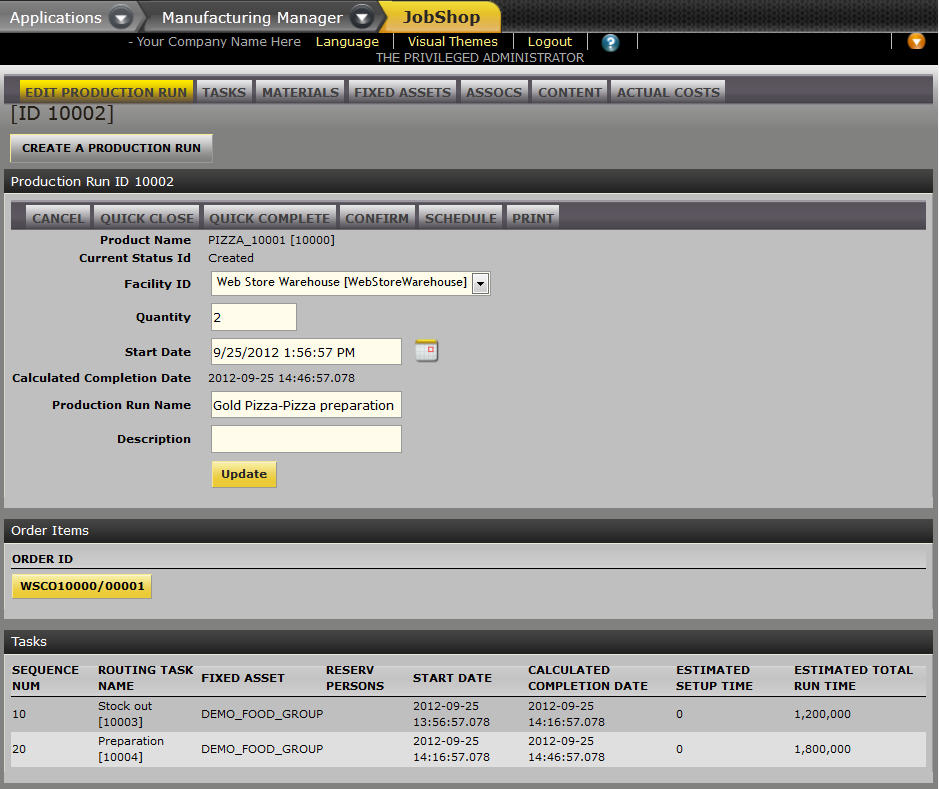 Applications Manufacturing Manager JobShop
- Your Company Name Here Language Visual Themes Logout ?
THE PRIVILEGED ADMINISTRATOR
EDIT PRODUCTION RUN TASKS MATERIALS FIXED ASSETS ASSOCS CONTENT ACTUAL COSTS
[ID 10002]
CREATE A PRODUCTION RUN
Production Run ID 10002
CANCEL QUICK CLOSE QUICK COMPLETE CONFIRM SCHEDULE PRINT
Product Name PIZZA_10001 [10000]
Current Status Id Created
Facility ID Web Store Warehouse [WebStoreWarehouse]
Quantity 2
Start Date 9/25/2012 1:56:57 PM
Calculated Completion Date 2012-09-25 14:46:57.078
Production Run Name Gold Pizza-Pizza preparation
Description
Update
Order Items
ORDER ID
WSCO10000/00001
Tasks
SEQUENCE ROUTING TASK FIXED ASSET RESERV START DATE CALCULATED ESTIMATED ESTIMATED TOTAL
NUM NAME PERSONS COMPLETION DATE SETUP TIME RUN TIME
10 Stock out DEMO_FOOD_GROUP 2012-09-25 2012-09-25 0 1,200,000
[10003] 13:56:57.078 14:16:57.078
20 Preparation DEMO_FOOD_GROUP 2012-09-25 2012-09-25 0 1,800,000
[10004] 14:16:57.078 14:46:57.078